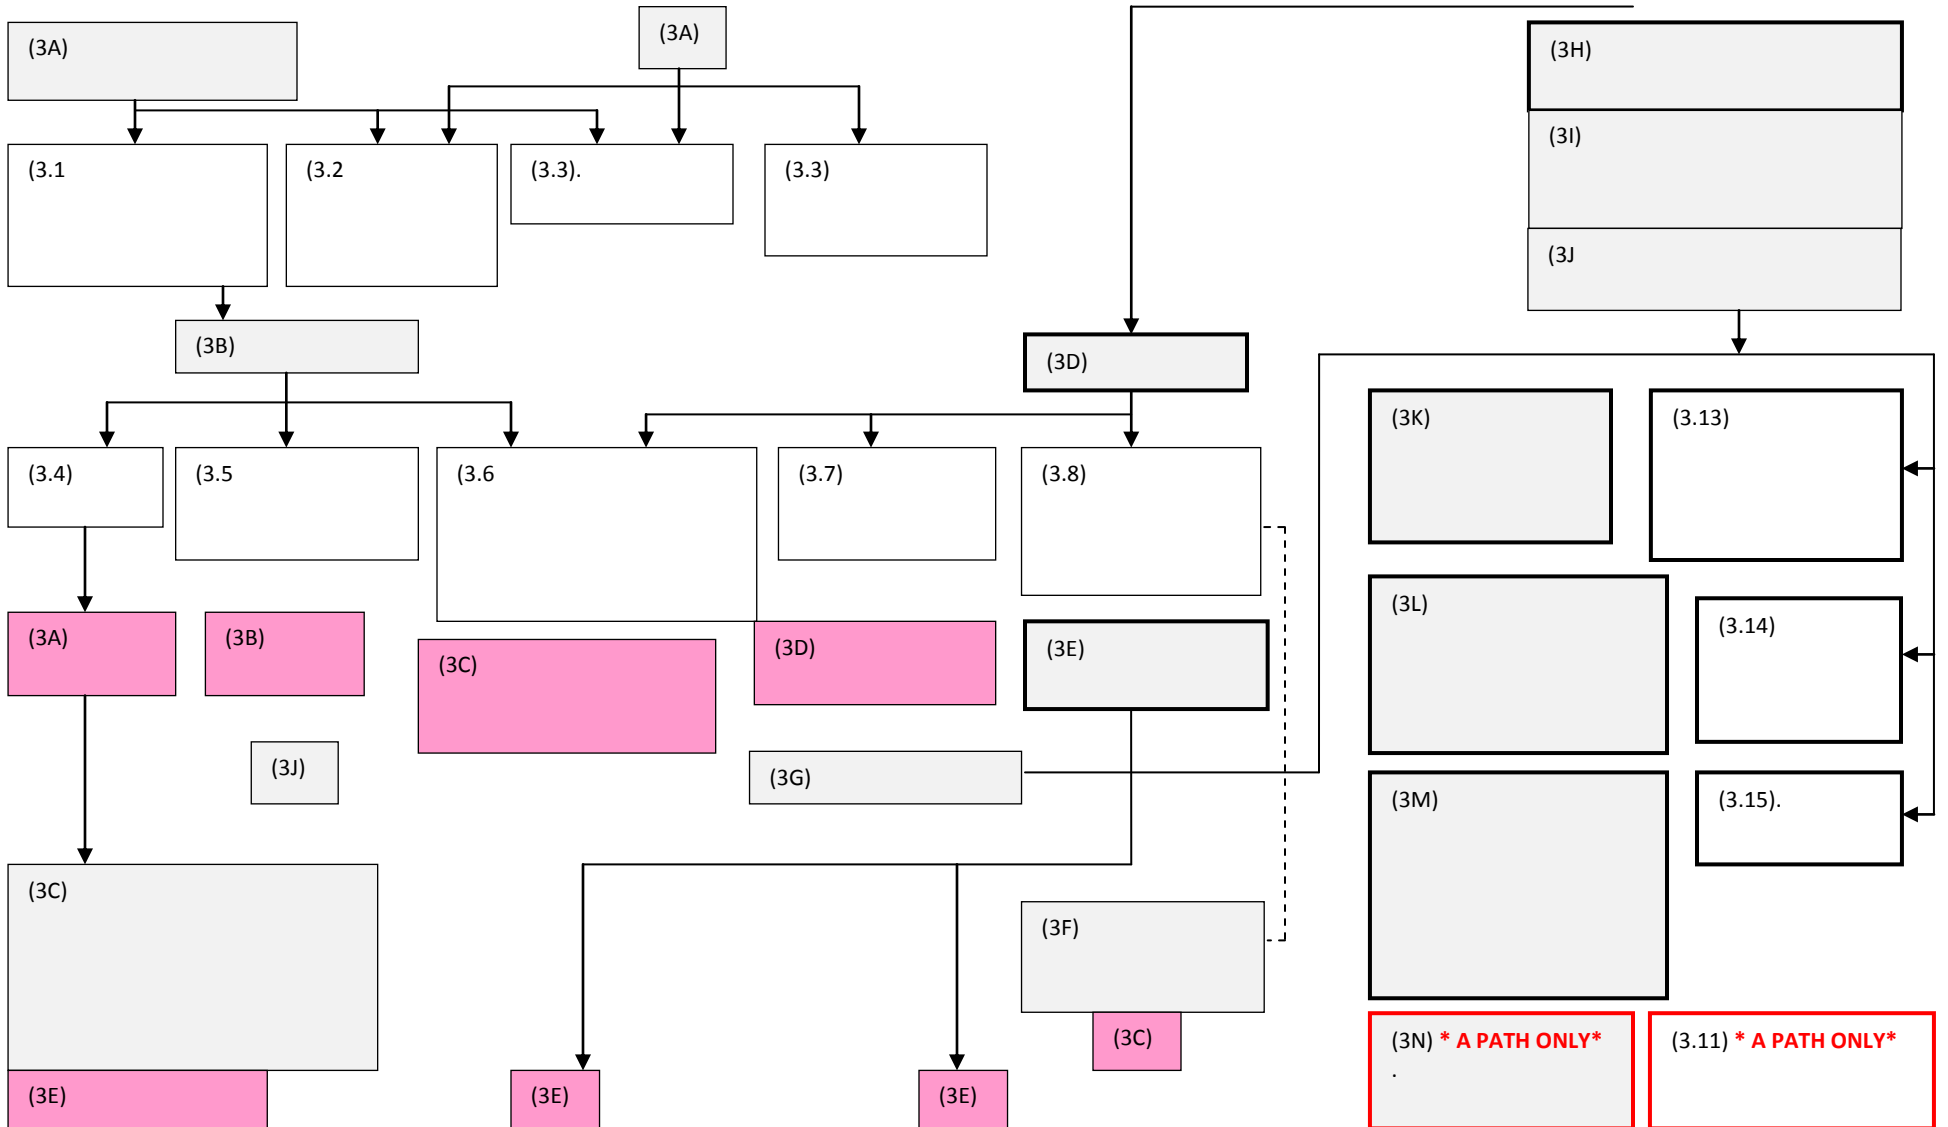 (3A)
(3A)
(3H)
(3I)
(3J
(3.1
(3.2
(3.3).
(3.3)
(3B)
(3D)
(3K)
(3.13)
(3.4)
(3.5
(3.6
(3.7)
(3.8)
(3L)
(3.14)
(3A)
(3B)
(3C)
(3D)
(3E)
(3J)
(3G)
(3M)
(3.15).
(3C)
(3F)
(3C)
(3N) * A PATH ONLY*
.
(3.11) * A PATH ONLY*
(3E)
(3E)
(3E)